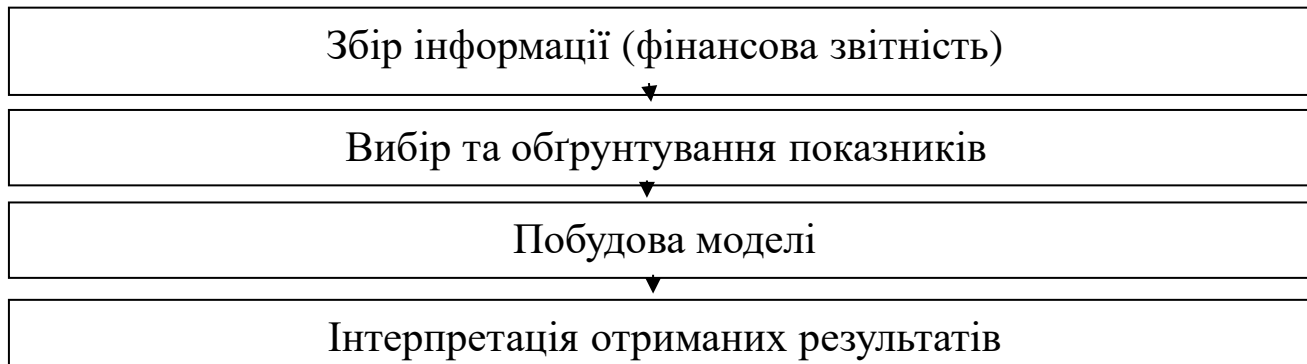 Збір інформації (фінансова звітність)
Вибір та обґрунтування показників
Побудова моделі
Інтерпретація отриманих результатів